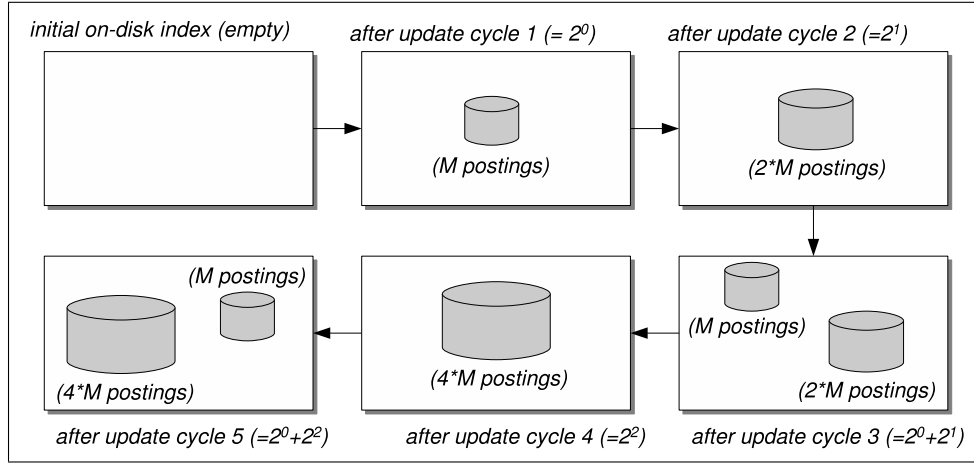 initial on-disk index (empty)
after update cycle 1 (= 2⁰)
(M postings)
after update cycle 2 (=2¹)
(2*M postings)
(M postings)
(2*M postings)
after update cycle 3 (=2⁰+2¹)
(4*M postings)
after update cycle 4 (=2²)
(M postings)
(4*M postings)
after update cycle 5 (=2⁰+2²)